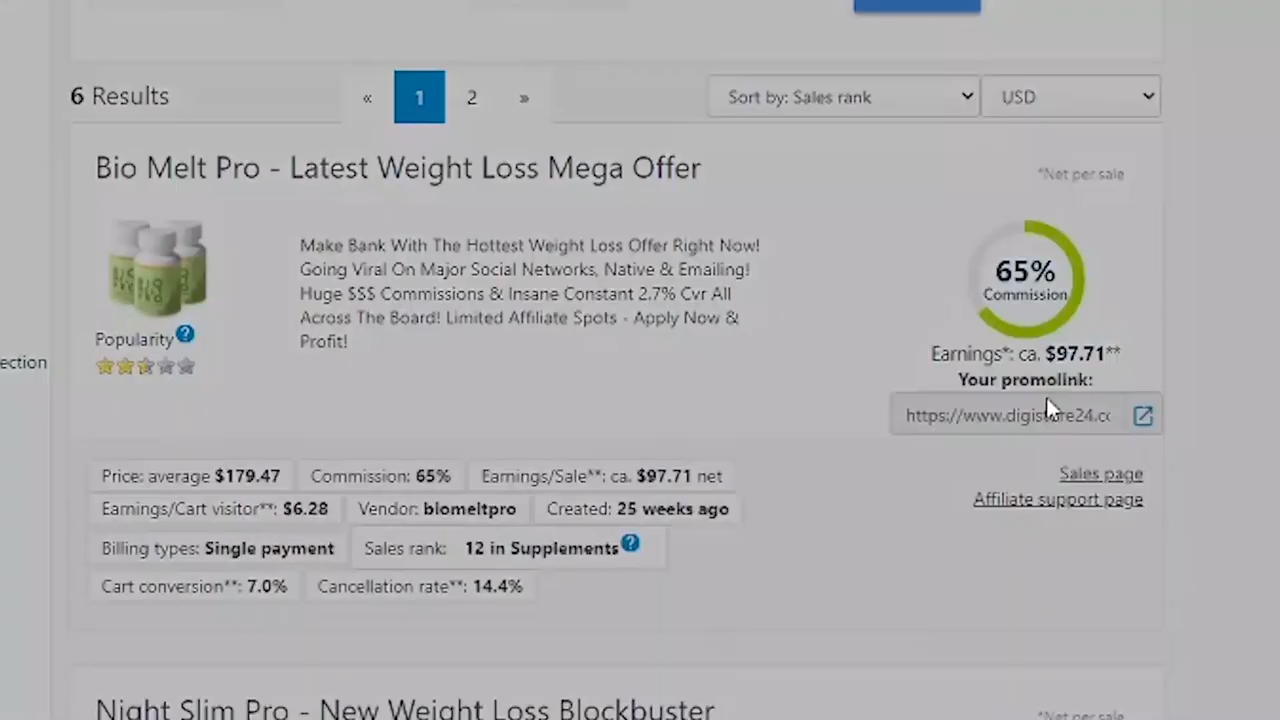 6 Results
«
1
2
»
Sort by: Sales rank
USD
Bio Melt Pro - Latest Weight Loss Mega Offer
*Net per sale
Make Bank With The Hottest Weight Loss Offer Right Now!
Going Viral On Major Social Networks, Native & Emailing!
Huge $$$ Commissions & Insane Constant 2.7% Cvr All
Across The Board! Limited Affiliate Spots - Apply Now &
Profit!
65%
Commission
Popularity ?
Earnings*: ca. $97.71**
Your promolink:
ection
https://www.digistore24.cc
Price: average $179.47
Commission: 65%
Earnings/Sale**: ca. $97.71 net
Sales page
Earnings/Cart visitor**: $6.28
Vendor: biomeltpro
Created: 25 weeks ago
Affiliate support page
Billing types: Single payment
Sales rank: 12 in Supplements ?
Cart conversion**: 7.0%
Cancellation rate**: 14.4%
Night Slim Pro - New Weight Loss Blockbuster
*Net per sale